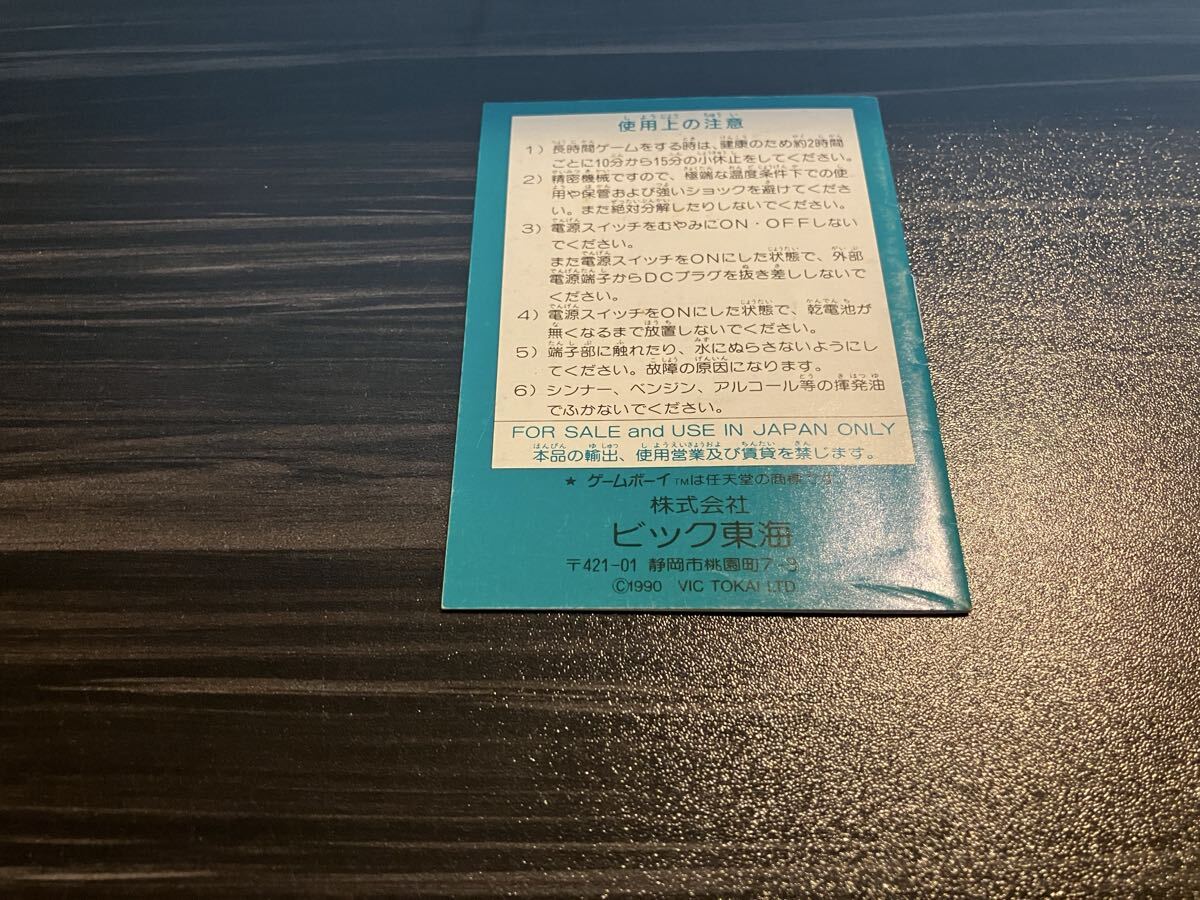 使用上の注意
1）長時間ゲームをする時は、健康のため約2時間
ごとに10分から15分の小休止をしてください。
2）精密機械ですので、極端な温度条件下での使
用や保管および強いショックを避けてくださ
い。また絶対分解したりしないでください。
3）電源スイッチをむやみにON・OFFしない
でください。
また電源スイッチをONにした状態で、外部
電源端子からDCプラグを抜き差ししないで
ください。
4）電源スイッチをONにした状態で、乾電池が
無くなるまで放置しないでください。
5）端子部に触れたり、水にぬらさないようにし
てください。故障の原因になります。
6）シンナー、ベンジン、アルコール等の揮発油
でふかないでください。
FOR SALE and USE IN JAPAN ONLY
本品の輸出、使用営業及び賃貸を禁じます。
★ ゲームボーイTMは任天堂の商標です
株式会社
ビック東海
〒421-01 静岡市桃園町7-8
©1990 VIC TOKAI LTD